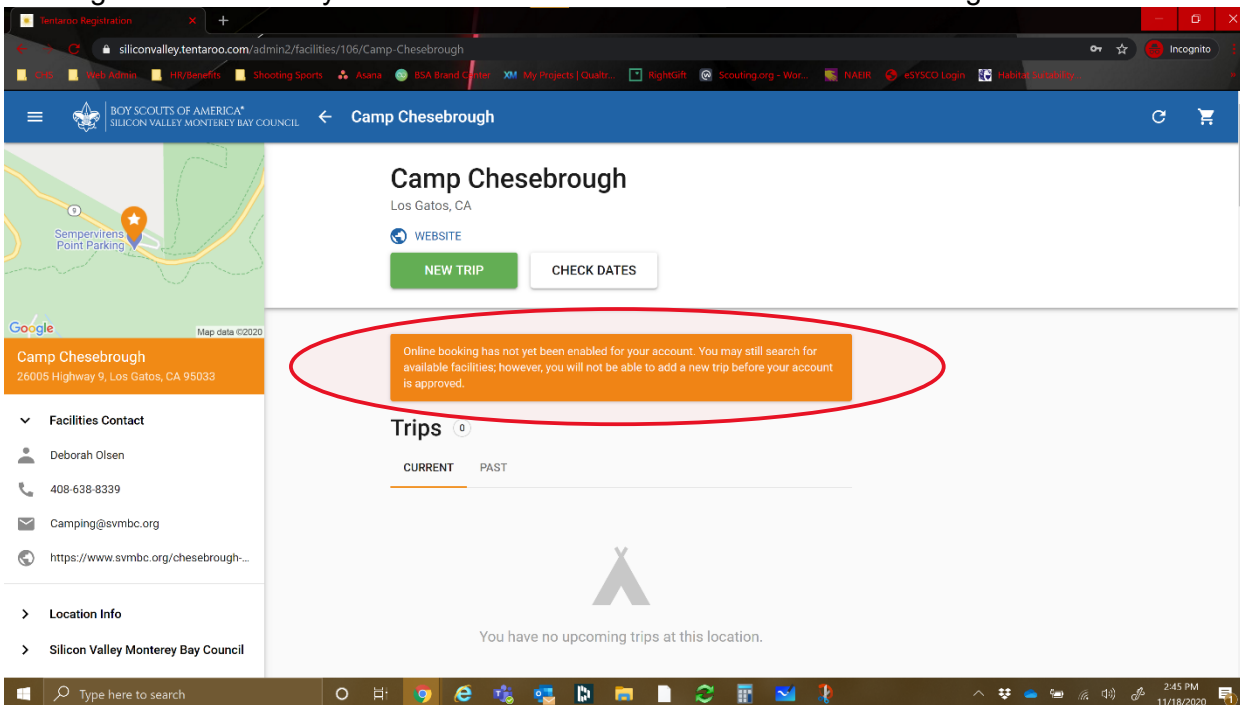 Tentaroo Registration
siliconvalley.tentaroo.com/admin2/facilities/106/Camp-Chesebrough
Incognito
CHS Web Admin HR/Benefits Shooting Sports Asana BSA Brand Center My Projects | Qualtr... RightGift Scouting.org - Wor... NAEIR eSYSCO Login Habitat
BOY SCOUTS OF AMERICA®
SILICON VALLEY MONTEREY BAY COUNCIL
Camp Chesebrough
Camp Chesebrough
Los Gatos, CA
WEBSITE
NEW TRIP CHECK DATES
9
Sempervirens
Point Parking
Google Map data ©2020
Camp Chesebrough
26005 Highway 9, Los Gatos, CA 95033
Facilities Contact
Deborah Olsen
408-638-8339
Camping@svmbc.org
https://www.svmbc.org/chesebrough-...
Location Info
Silicon Valley Monterey Bay Council
Online booking has not yet been enabled for your account. You may still search for
available facilities; however, you will not be able to add a new trip before your account
is approved.
Trips 0
CURRENT PAST
You have no upcoming trips at this location.
Type here to search
2:45 PM
11/18/2020